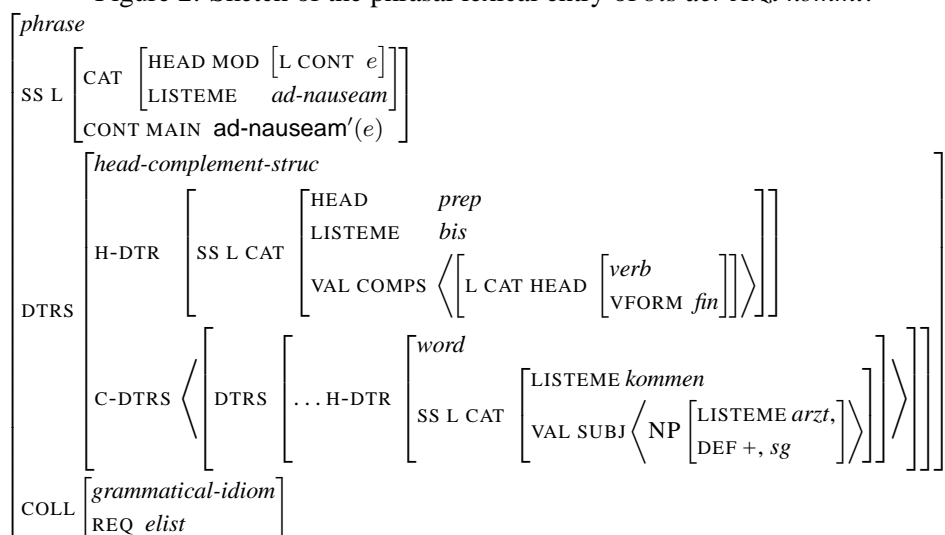 Figure 2: Sketch of the phrasal lexical entry of bis der Arzt kommt.
phrase
SS L CAT HEAD MOD [L CONT e]
LISTEME ad-nauseam
CONT MAIN ad-nauseam′(e)
DTRS head-complement-struc
H-DTR SS L CAT HEAD prep
LISTEME bis
VAL COMPS ⟨[L CAT HEAD [verb
VFORM fin]]⟩
C-DTRS ⟨[DTRS [...H-DTR [word
SS L CAT LISTEME kommen
VAL SUBJ ⟨NP [LISTEME arzt,
DEF +, sg]⟩
COLL [grammatical-idiom
REQ elist]